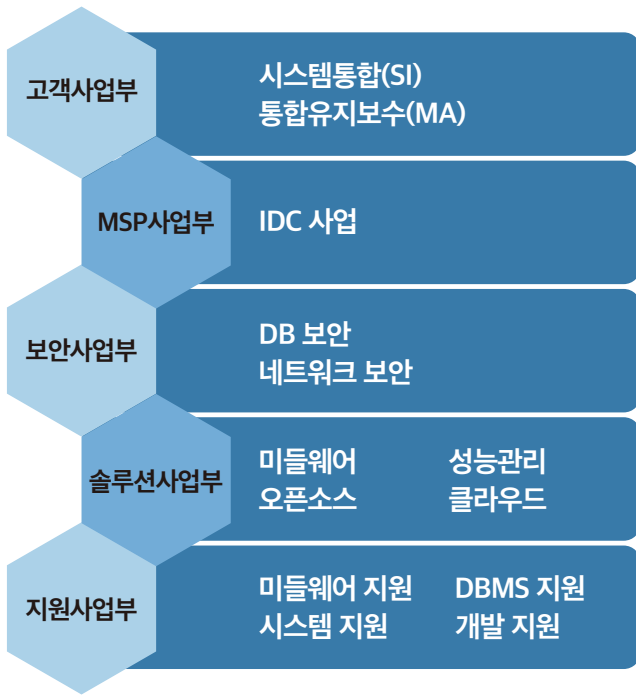 고객사업부
시스템통합(SI)
통합유지보수(MA)
MSP사업부
IDC 사업
보안사업부
DB 보안
네트워크 보안
솔루션사업부
미들웨어 성능관리
오픈소스 클라우드
지원사업부
미들웨어 지원 DBMS 지원
시스템 지원 개발 지원